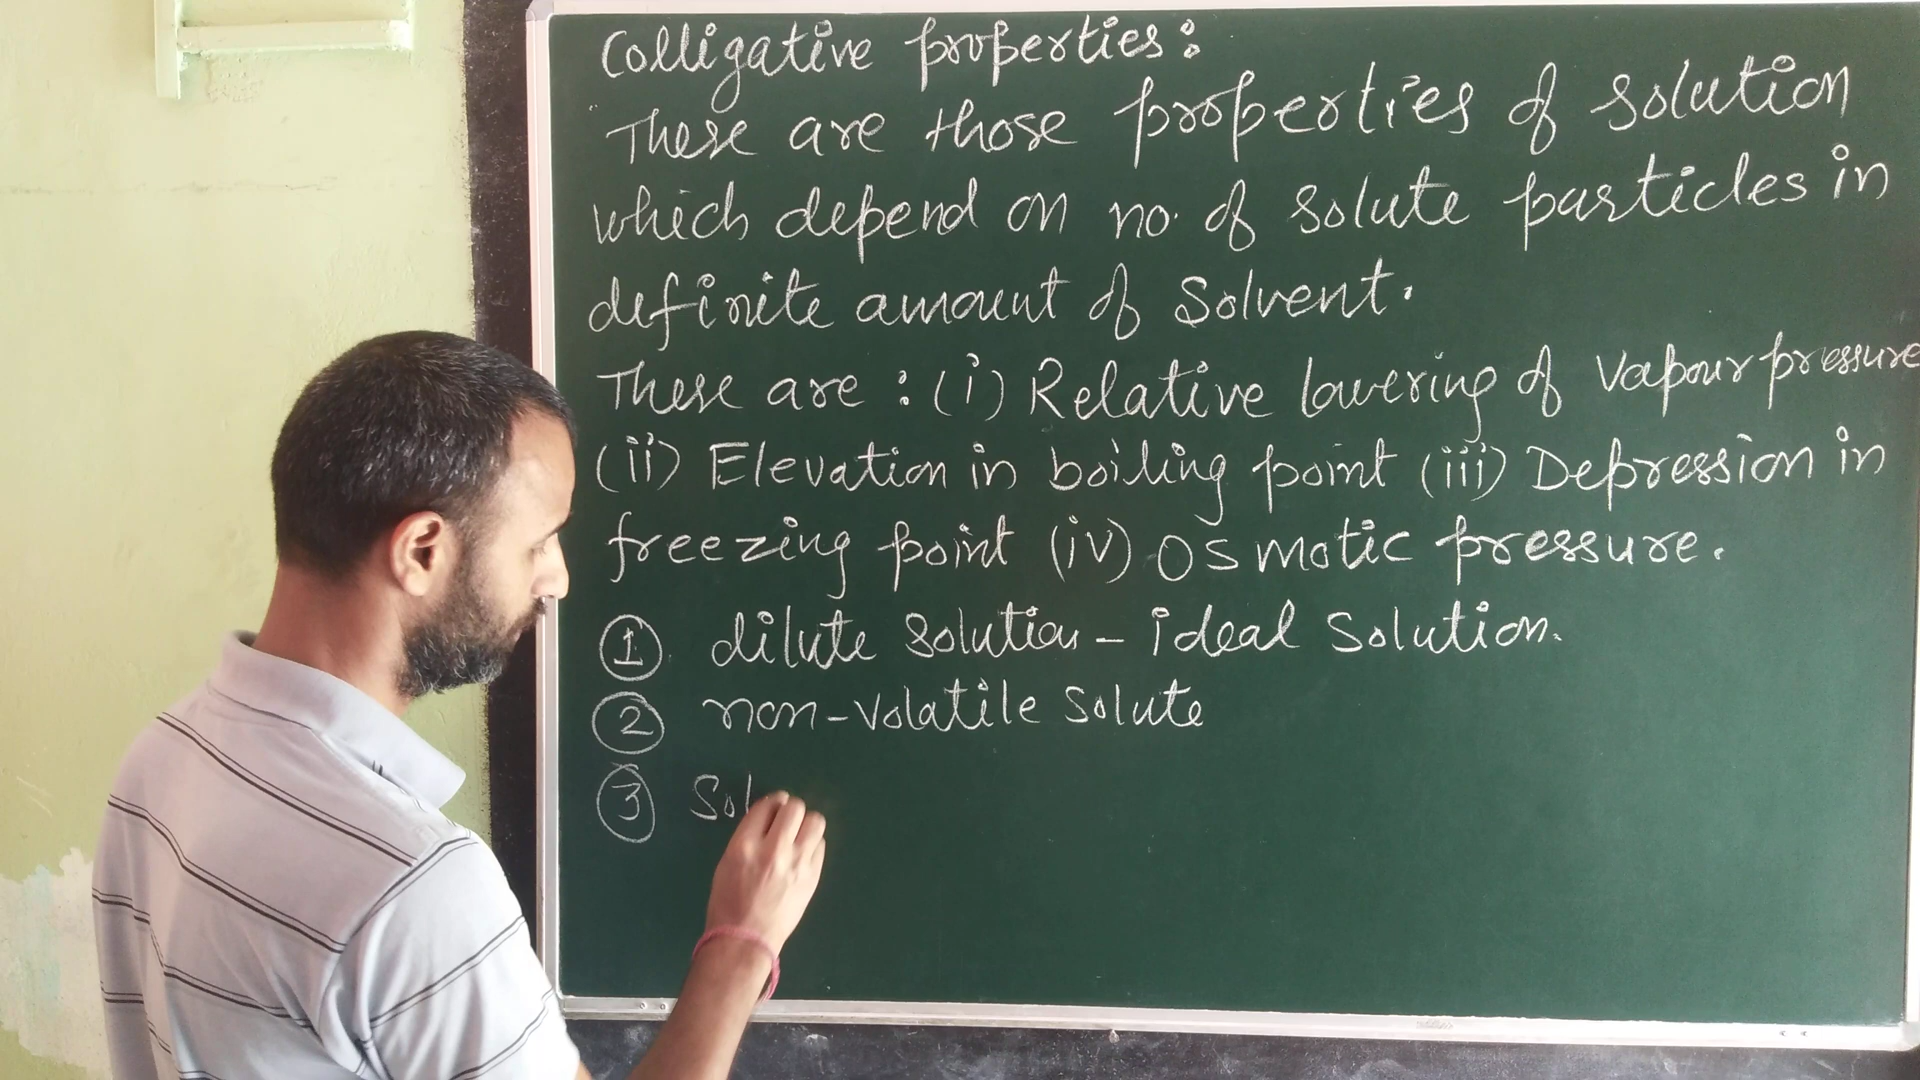 Colligative properties:
These are those properties of solution
which depend on no. of solute particles in
definite amount of Solvent.
These are : (i) Relative lowering of Vapour pressure
(ii) Elevation in boiling point (iii) Depression in
freezing point (iv) Osmotic pressure.
① dilute solution - ideal solution.
② non-volatile solute
③ Sol